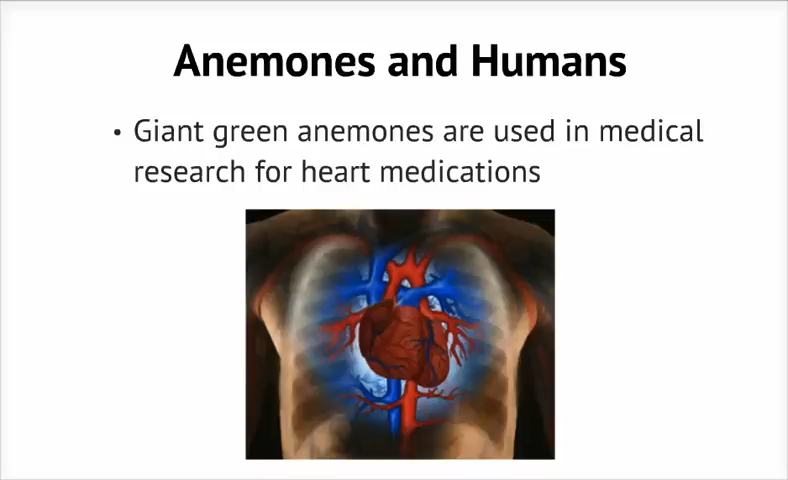 Anemones and Humans
• Giant green anemones are used in medical
research for heart medications